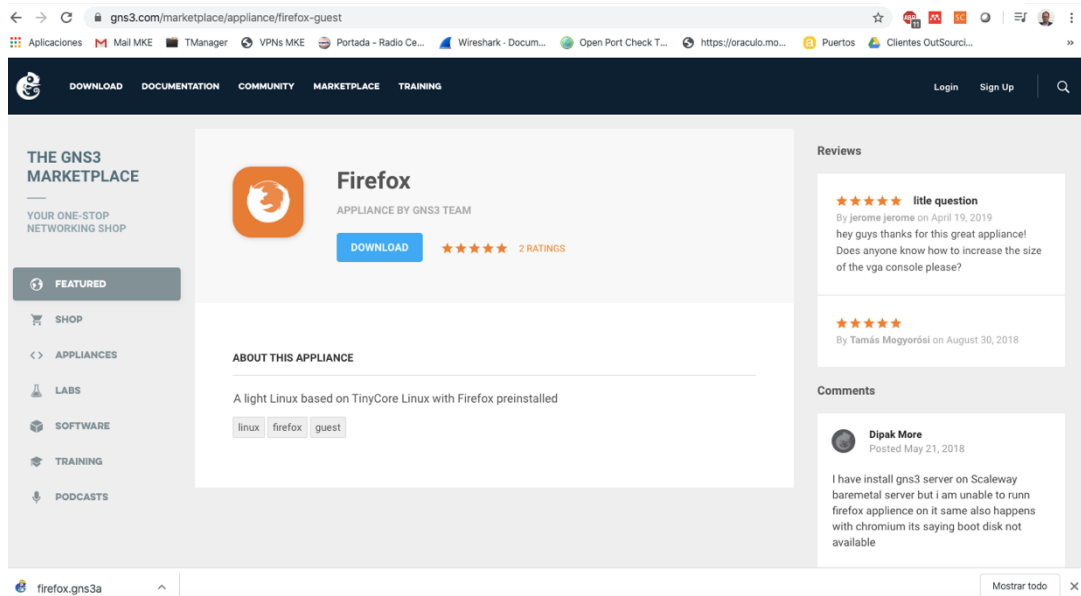 gns3.com/marketplace/appliance/firefox-guest
11
Aplicaciones
Mail MKE
TManager
VPNs MKE
Portada - Radio Ce...
Wireshark - Docum...
Open Port Check T...
https://oraculo.mo...
Puertos
Clientes OutSourci...
»
DOWNLOAD
DOCUMENTATION
COMMUNITY
MARKETPLACE
TRAINING
Login
Sign Up
THE GNS3
MARKETPLACE
YOUR ONE-STOP
NETWORKING SHOP
FEATURED
SHOP
APPLIANCES
LABS
SOFTWARE
TRAINING
PODCASTS
Firefox
APPLIANCE BY GNS3 TEAM
DOWNLOAD
2 RATINGS
ABOUT THIS APPLIANCE
A light Linux based on TinyCore Linux with Firefox preinstalled
linux
firefox
guest
Reviews
litle question
By jerome jerome on April 19, 2019
hey guys thanks for this great appliance!
Does anyone know how to increase the size
of the vga console please?
By Tamás Mogyorósi on August 30, 2018
Comments
Dipak More
Posted May 21, 2018
I have install gns3 server on Scaleway
baremetal server but i am unable to runn
firefox applience on it same also happens
with chromium its saying boot disk not
available
firefox.gns3a
Mostrar todo